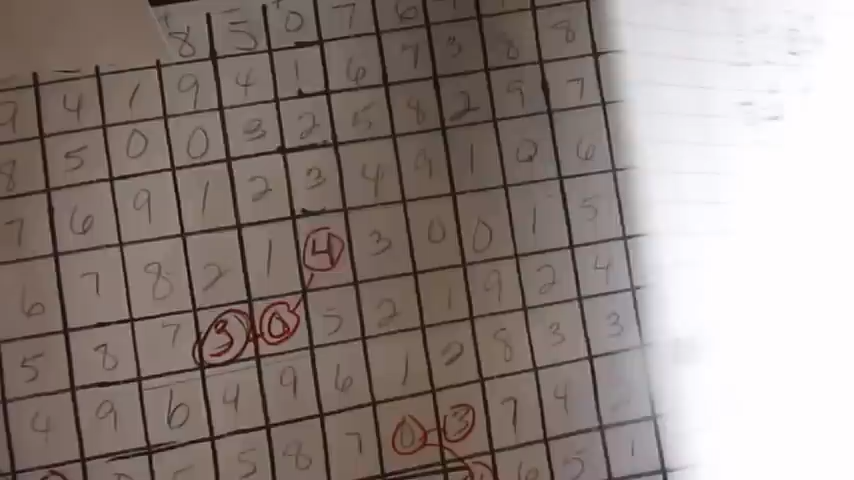 8 5 0 7 6
9 4 1 9 4 1 6 7 3 8 8
8 5 0 0 3 2 5 8 2 9 7
7 6 9 1 2 3 4 9 1 0 6
6 7 8 2 1 4 3 0 0 1 5
5 8 7 3 0 5 2 1 9 2 4
4 9 6 4 9 6 1 2 8 3 3
5 8 7 0 3 7 4
6 5 1